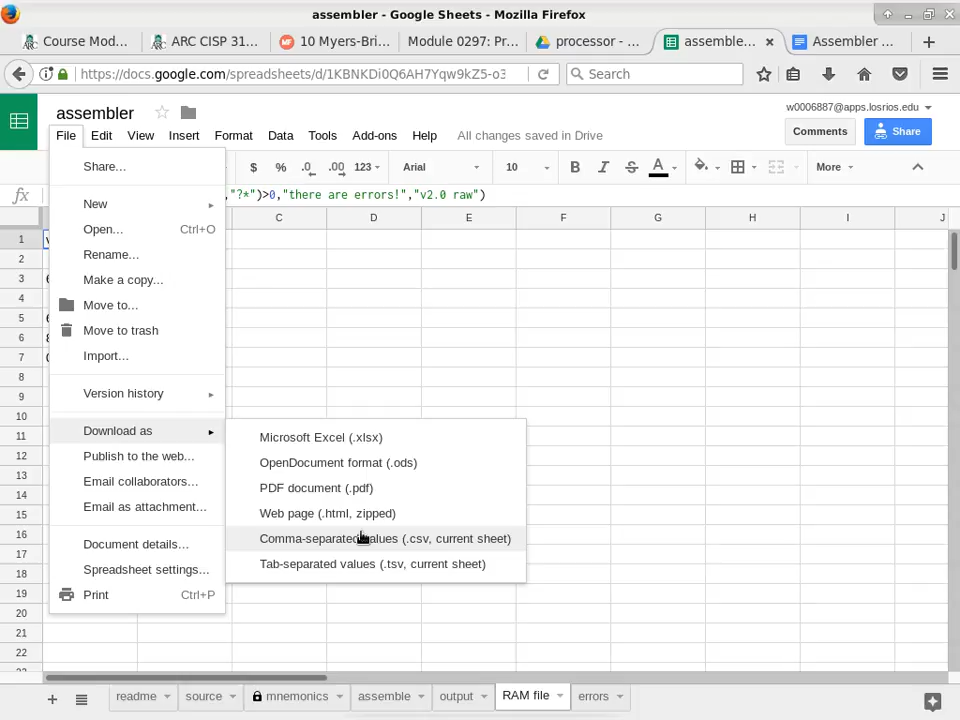 assembler - Google Sheets - Mozilla Firefox
Course Mod... ARC CISP 31... 10 Myers-Bri... Module 0297: Pr... processor - ... assemble... Assembler ...
https://docs.google.com/spreadsheets/d/1KBNKDi0Q6AH7Yqw9kZ5-o3 Search
assembler w0006887@apps.losrios.edu
File Edit View Insert Format Data Tools Add-ons Help All changes saved in Drive Comments Share
$ % .0 .00 123 Arial 10 B I A More
fx ,"?*")>0,"there are errors!","v2.0 raw")
C D E F G H I J
1
2
3
4
5
6
7
8
9
10
11
12
13
14
15
16
17
18
19
20
21
22
Share...
New
Open... Ctrl+O
Rename...
Make a copy...
Move to...
Move to trash
Import...
Version history
Download as
Publish to the web...
Email collaborators...
Email as attachment...
Document details...
Spreadsheet settings...
Print Ctrl+P
Microsoft Excel (.xlsx)
OpenDocument format (.ods)
PDF document (.pdf)
Web page (.html, zipped)
Comma-separated values (.csv, current sheet)
Tab-separated values (.tsv, current sheet)
readme source mnemonics assemble output RAM file errors